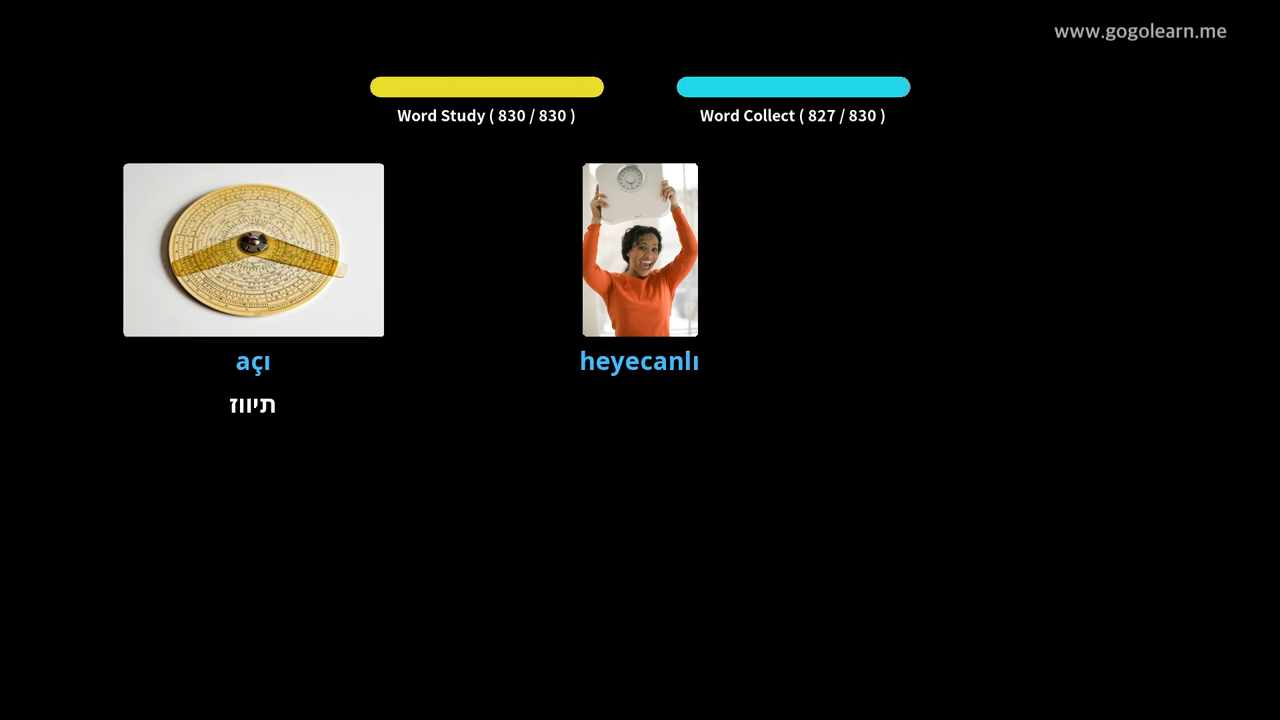 www.gogolearn.me
Word Study ( 830 / 830 )
Word Collect ( 827 / 830 )
açı
heyecanlı
תיווז